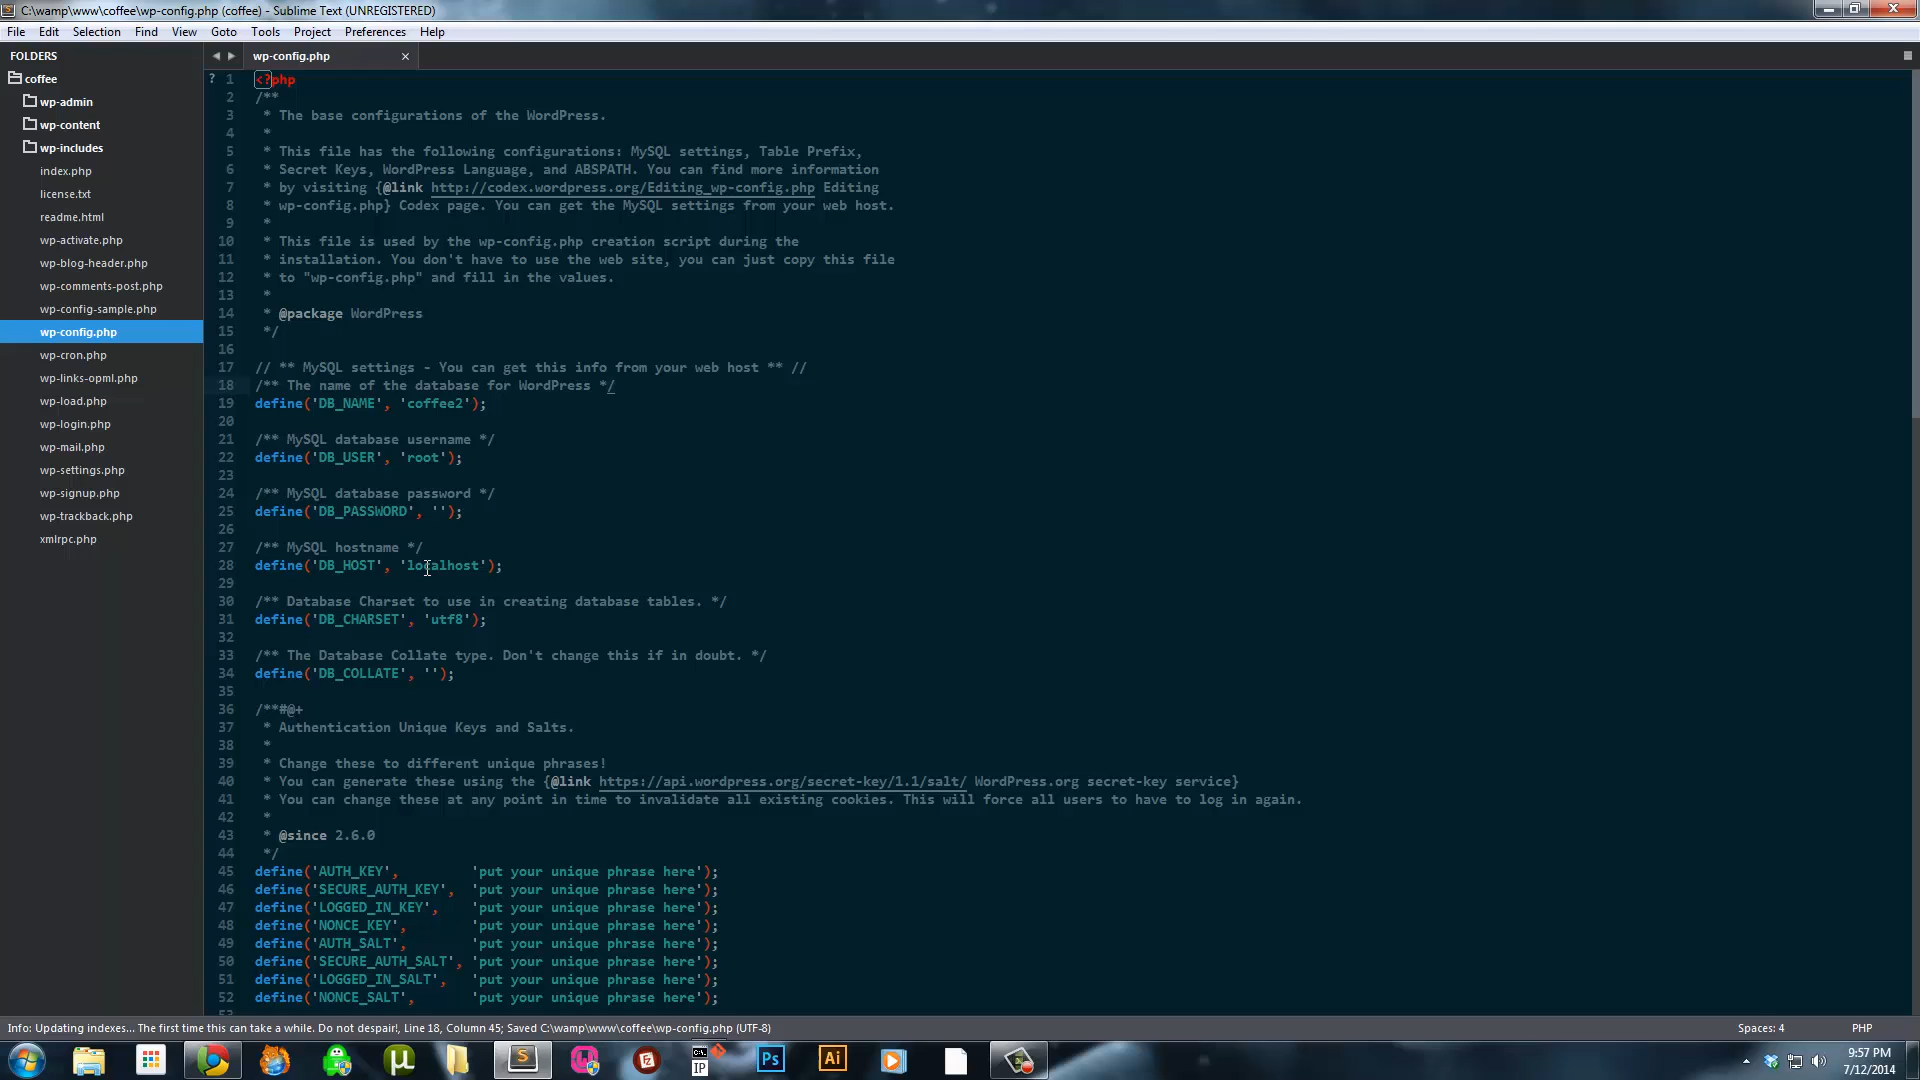 C:\wamp\www\coffee\wp-config.php (coffee) - Sublime Text (UNREGISTERED)
File Edit Selection Find View Goto Tools Project Preferences Help
FOLDERS
coffee
wp-admin
wp-content
wp-includes
index.php
license.txt
readme.html
wp-activate.php
wp-blog-header.php
wp-comments-post.php
wp-config-sample.php
wp-config.php
wp-cron.php
wp-links-opml.php
wp-load.php
wp-login.php
wp-mail.php
wp-settings.php
wp-signup.php
wp-trackback.php
xmlrpc.php
wp-config.php ×
? 1 <?php
2 /**
3 * The base configurations of the WordPress.
4 *
5 * This file has the following configurations: MySQL settings, Table Prefix,
6 * Secret Keys, WordPress Language, and ABSPATH. You can find more information
7 * by visiting {@link http://codex.wordpress.org/Editing_wp-config.php Editing
8 * wp-config.php} Codex page. You can get the MySQL settings from your web host.
9 *
10 * This file is used by the wp-config.php creation script during the
11 * installation. You don't have to use the web site, you can just copy this file
12 * to "wp-config.php" and fill in the values.
13 *
14 * @package WordPress
15 */
16
17 // ** MySQL settings - You can get this info from your web host ** //
18 /** The name of the database for WordPress */
19 define('DB_NAME', 'coffee2');
20
21 /** MySQL database username */
22 define('DB_USER', 'root');
23
24 /** MySQL database password */
25 define('DB_PASSWORD', '');
26
27 /** MySQL hostname */
28 define('DB_HOST', 'localhost');
29
30 /** Database Charset to use in creating database tables. */
31 define('DB_CHARSET', 'utf8');
32
33 /** The Database Collate type. Don't change this if in doubt. */
34 define('DB_COLLATE', '');
35
36 /**#@+
37 * Authentication Unique Keys and Salts.
38 *
39 * Change these to different unique phrases!
40 * You can generate these using the {@link https://api.wordpress.org/secret-key/1.1/salt/ WordPress.org secret-key service}
41 * You can change these at any point in time to invalidate all existing cookies. This will force all users to have to log in again.
42 *
43 * @since 2.6.0
44 */
45 define('AUTH_KEY', 'put your unique phrase here');
46 define('SECURE_AUTH_KEY', 'put your unique phrase here');
47 define('LOGGED_IN_KEY', 'put your unique phrase here');
48 define('NONCE_KEY', 'put your unique phrase here');
49 define('AUTH_SALT', 'put your unique phrase here');
50 define('SECURE_AUTH_SALT', 'put your unique phrase here');
51 define('LOGGED_IN_SALT', 'put your unique phrase here');
52 define('NONCE_SALT', 'put your unique phrase here');
Info: Updating indexes... The first time this can take a while. Do not despair!, Line 18, Column 45; Saved C:\wamp\www\coffee\wp-config.php (UTF-8) Spaces: 4 PHP
S Fz C:\ IP Ps Ai
9:57 PM
7/12/2014